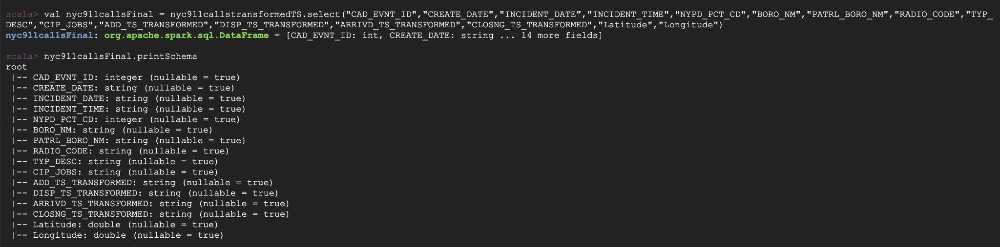 scala> val nyc911callsFinal = nyc911callstransformedTS.select("CAD_EVNT_ID","CREATE_DATE","INCIDENT_DATE","INCIDENT_TIME","NYPD_PCT_CD","BORO_NM","PATRL_BORO_NM","RADIO_CODE","TYP_
DESC","CIP_JOBS","ADD_TS_TRANSFORMED","DISP_TS_TRANSFORMED","ARRIVD_TS_TRANSFORMED","CLOSNG_TS_TRANSFORMED","Latitude","Longitude")
nyc911callsFinal: org.apache.spark.sql.DataFrame = [CAD_EVNT_ID: int, CREATE_DATE: string ... 14 more fields]
scala> nyc911callsFinal.printSchema
root
 |-- CAD_EVNT_ID: integer (nullable = true)
 |-- CREATE_DATE: string (nullable = true)
 |-- INCIDENT_DATE: string (nullable = true)
 |-- INCIDENT_TIME: string (nullable = true)
 |-- NYPD_PCT_CD: integer (nullable = true)
 |-- BORO_NM: string (nullable = true)
 |-- PATRL_BORO_NM: string (nullable = true)
 |-- RADIO_CODE: string (nullable = true)
 |-- TYP_DESC: string (nullable = true)
 |-- CIP_JOBS: string (nullable = true)
 |-- ADD_TS_TRANSFORMED: string (nullable = true)
 |-- DISP_TS_TRANSFORMED: string (nullable = true)
 |-- ARRIVD_TS_TRANSFORMED: string (nullable = true)
 |-- CLOSNG_TS_TRANSFORMED: string (nullable = true)
 |-- Latitude: double (nullable = true)
 |-- Longitude: double (nullable = true)